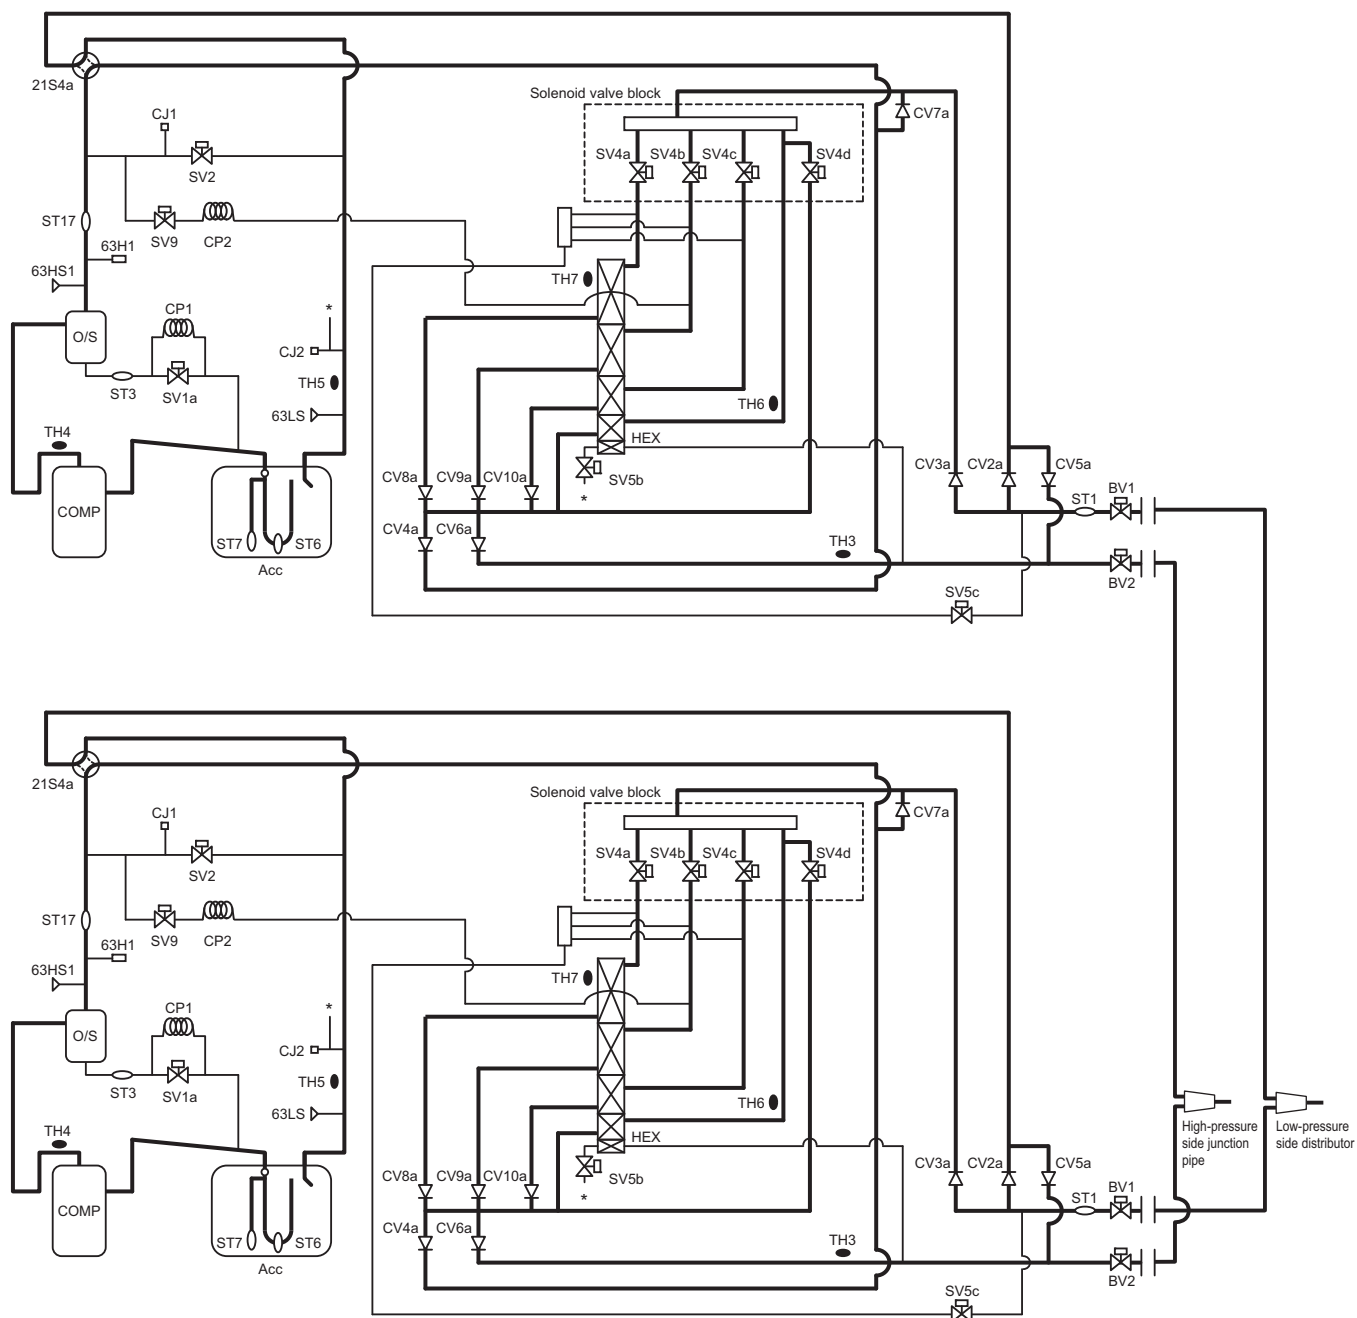 21S4a
Solenoid valve block
CV7a
CJ1
SV4a
SV4b
SV4c
SV4d
SV2
ST17
SV9
CP2
63H1
TH7
63HS1
*
CP1
O/S
CJ2
TH5
ST3
SV1a
TH6
63LS
TH4
HEX
CV3a
CV2a
CV5a
CV8a
CV9a
CV10a
SV5b
*
BV1
ST1
COMP
CV4a
CV6a
ST7
ST6
TH3
Acc
BV2
SV5c
21S4a
Solenoid valve block
CV7a
CJ1
SV4a
SV4b
SV4c
SV4d
SV2
ST17
SV9
CP2
63H1
TH7
63HS1
*
CP1
O/S
CJ2
TH5
ST3
SV1a
TH6
63LS
High-pressure
side junction
pipe
Low-pressure
side distributor
TH4
HEX
CV3a
CV2a
CV5a
CV8a
CV9a
CV10a
SV5b
*
BV1
ST1
COMP
CV4a
CV6a
ST7
ST6
TH3
Acc
BV2
SV5c